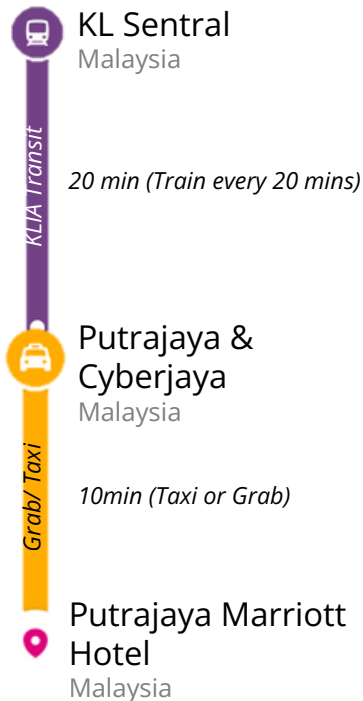 KL Sentral
Malaysia
KLIA Transit
20 min (Train every 20 mins)
Putrajaya &
Cyberjaya
Malaysia
Grab/ Taxi
10min (Taxi or Grab)
Putrajaya Marriott
Hotel
Malaysia